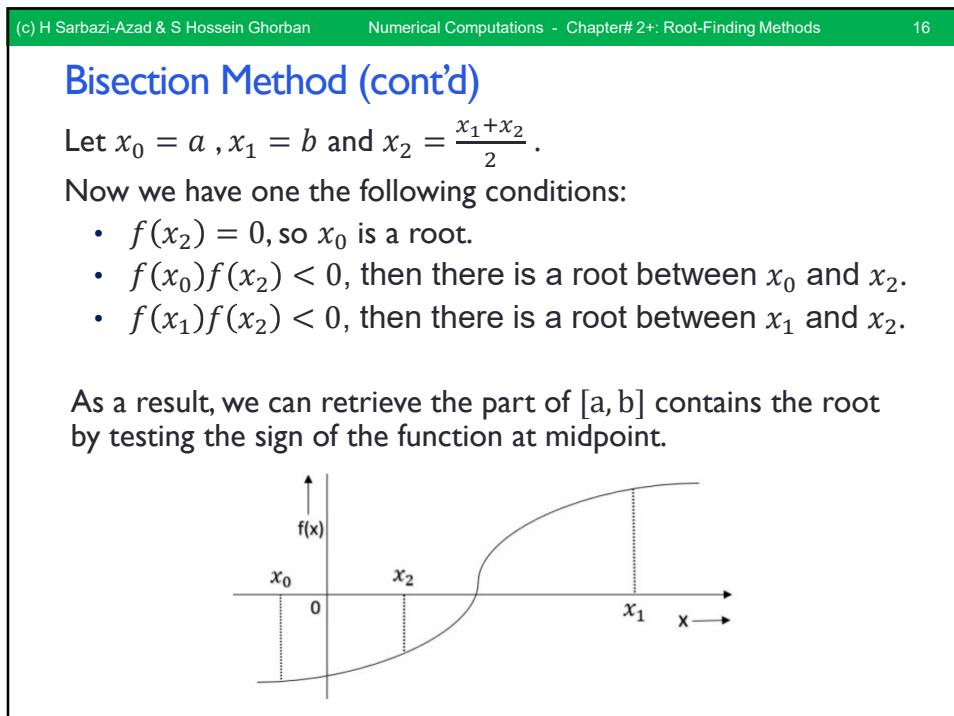 (c) H Sarbazi-Azad & S Hossein Ghorban Numerical Computations - Chapter# 2+: Root-Finding Methods 16
Bisection Method (cont'd)
Let x₀ = a , x₁ = b and x₂ = (x₁+x₂)/2 .
Now we have one the following conditions:
• f(x₂) = 0, so x₀ is a root.
• f(x₀)f(x₂) < 0, then there is a root between x₀ and x₂.
• f(x₁)f(x₂) < 0, then there is a root between x₁ and x₂.
As a result, we can retrieve the part of [a, b] contains the root
by testing the sign of the function at midpoint.
f(x)
x₀ x₂
0 x₁ x